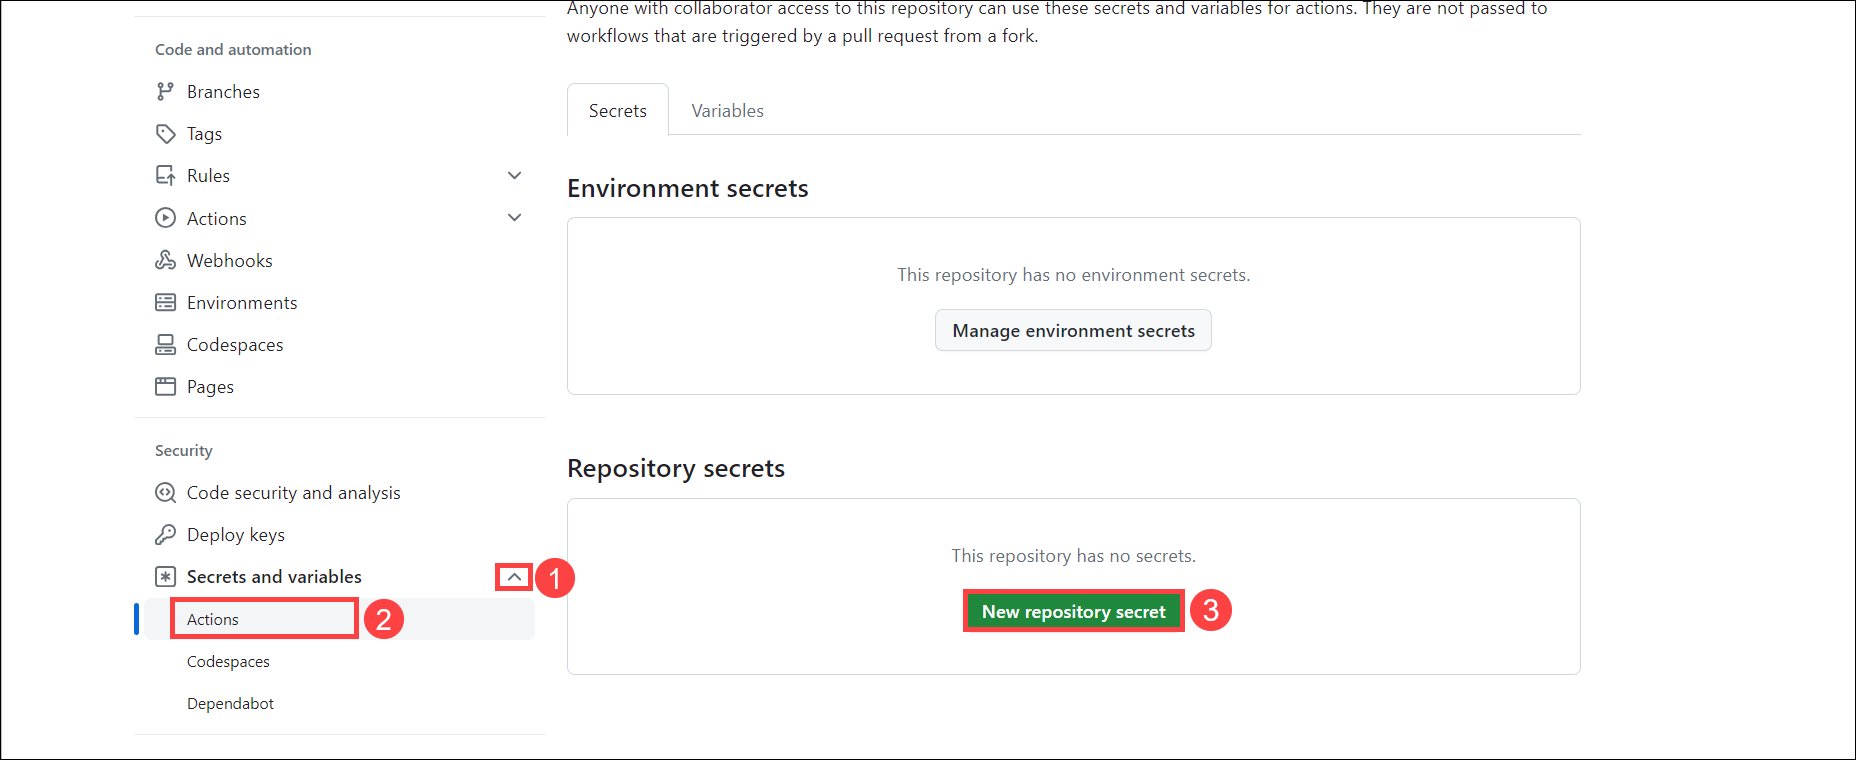 Anyone with collaborator access to this repository can use these secrets and variables for actions. They are not passed to
workflows that are triggered by a pull request from a fork.
Code and automation
Branches
Tags
Rules
Actions
Webhooks
Environments
Codespaces
Pages
Security
Code security and analysis
Deploy keys
Secrets and variables
1
Actions
2
Codespaces
Dependabot
Secrets
Variables
Environment secrets
This repository has no environment secrets.
Manage environment secrets
Repository secrets
This repository has no secrets.
New repository secret
3